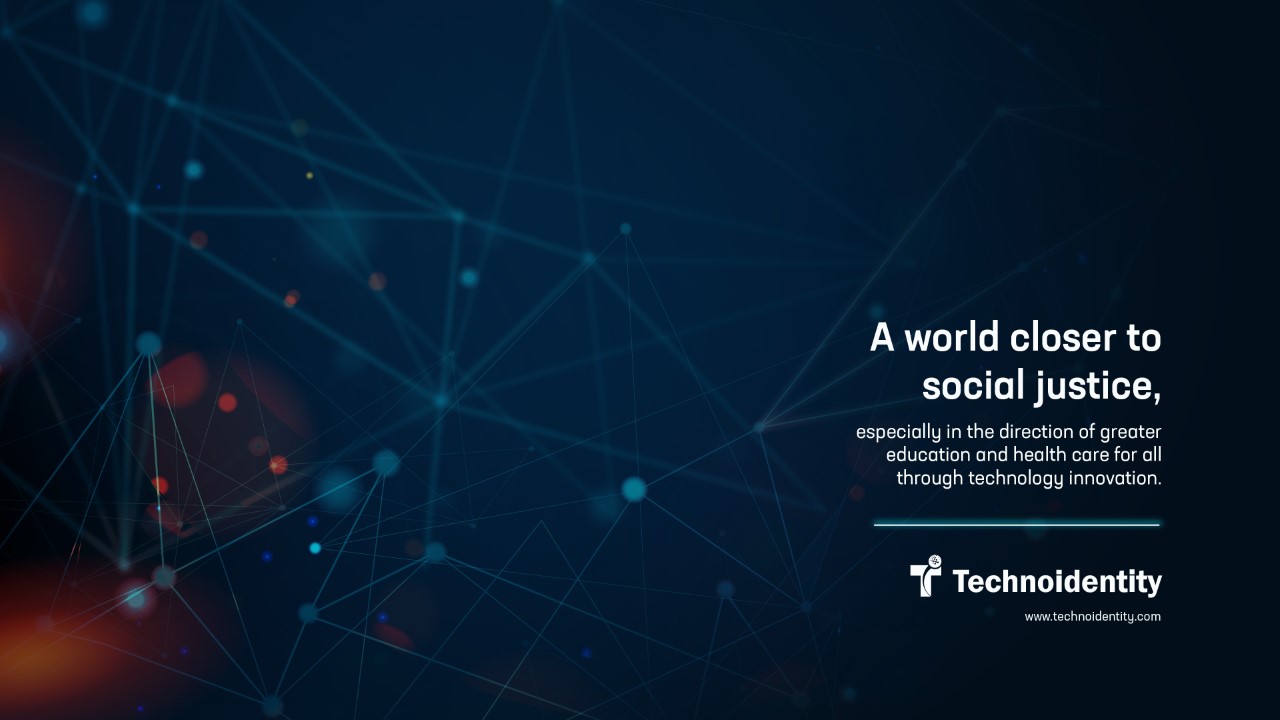 A world closer to
social justice,
especially in the direction of greater
education and health care for all
through technology innovation.
Technoidentity
www.technoidentity.com